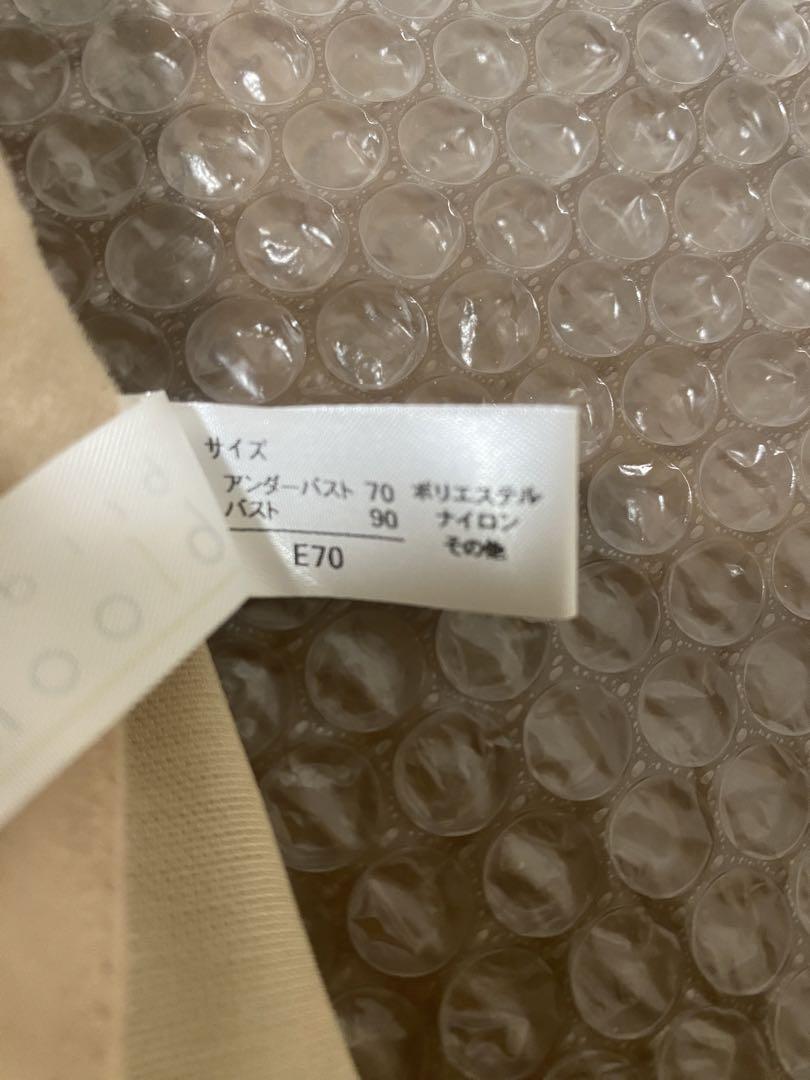 サイズ
アンダーバスト 70
バスト 90
E70
ポリエステル
ナイロン
その他